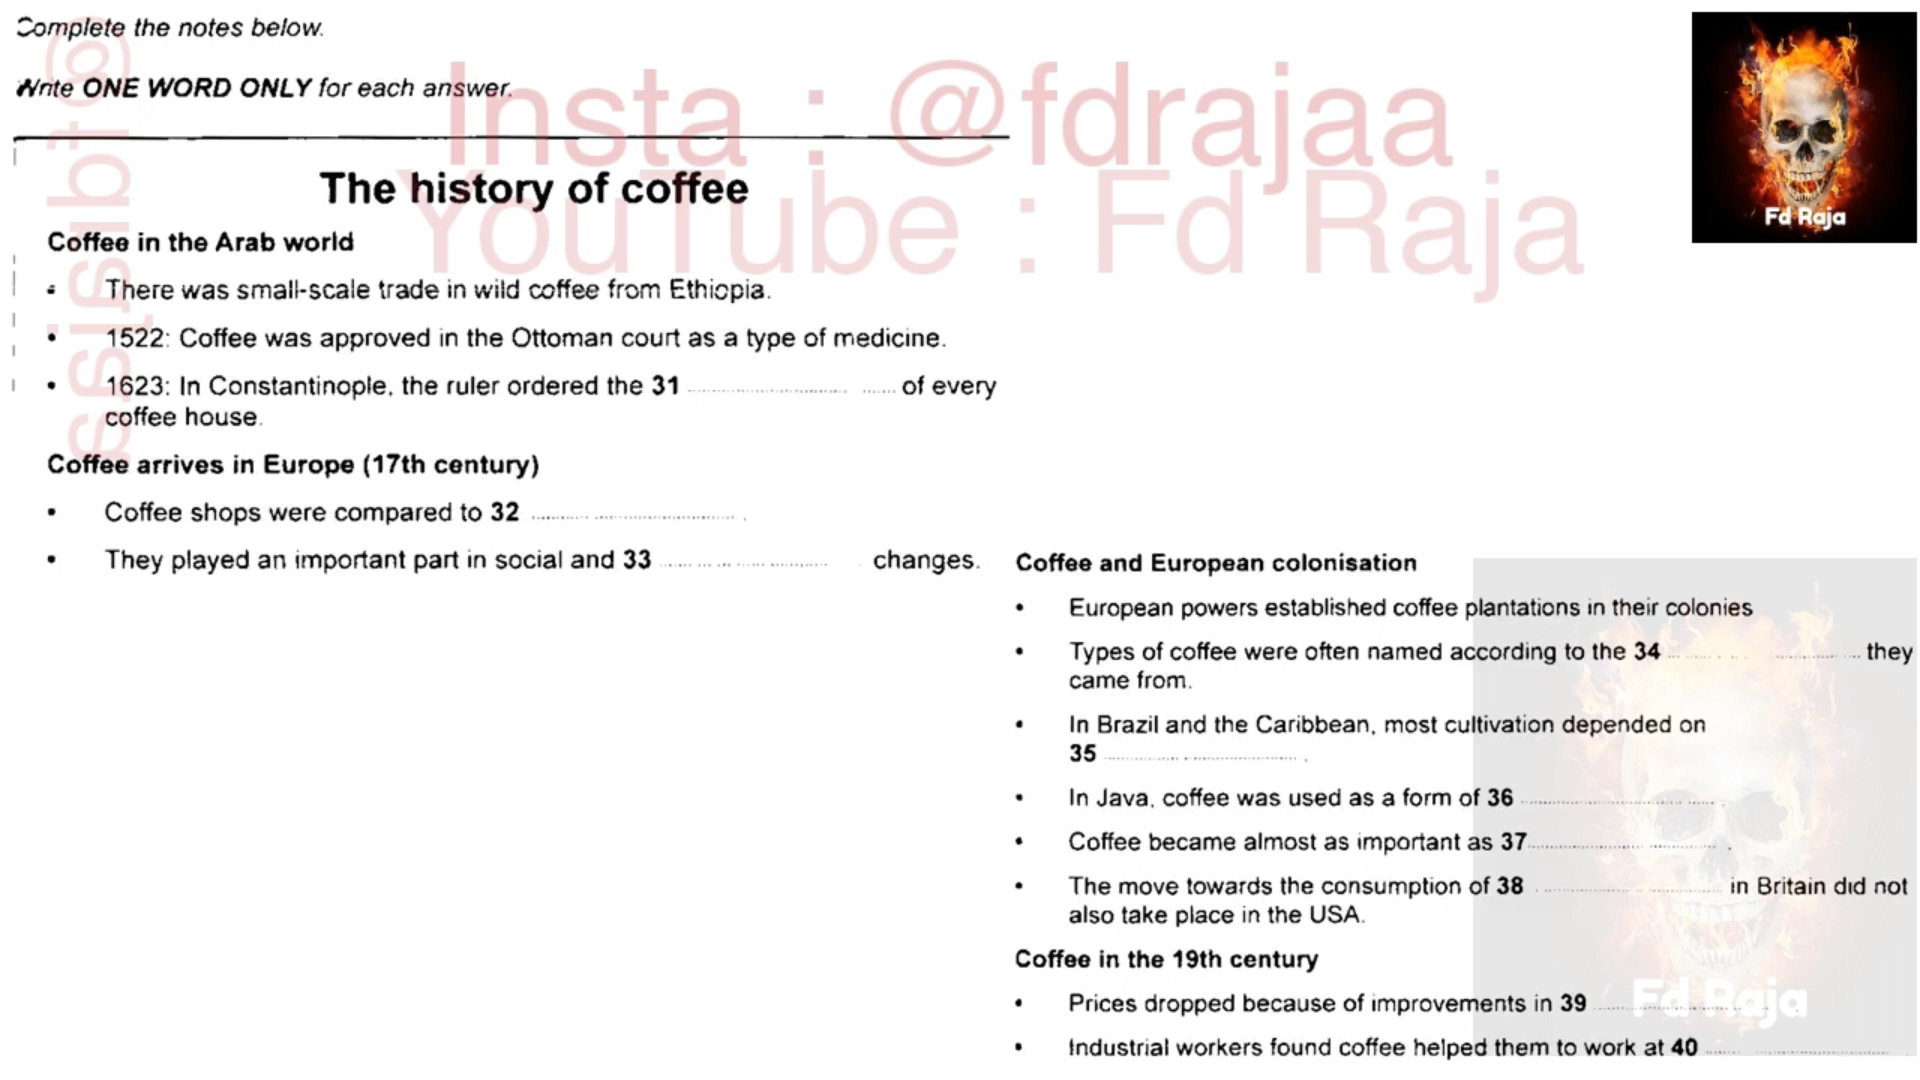 Complete the notes below.
Write ONE WORD ONLY for each answer.
Insta : @fdrajaa
YouTube : Fd Raja
Fd Raja
The history of coffee
Coffee in the Arab world
• There was small-scale trade in wild coffee from Ethiopia.
• 1522: Coffee was approved in the Ottoman court as a type of medicine.
• 1623: In Constantinople, the ruler ordered the 31 .................... of every
coffee house.
Coffee arrives in Europe (17th century)
• Coffee shops were compared to 32 .................... .
• They played an important part in social and 33 .................... changes.
Coffee and European colonisation
• European powers established coffee plantations in their colonies
• Types of coffee were often named according to the 34 .................... they
came from.
• In Brazil and the Caribbean, most cultivation depended on
35 .................... .
• In Java, coffee was used as a form of 36 .................... .
• Coffee became almost as important as 37.................... .
• The move towards the consumption of 38 .................... in Britain did not
also take place in the USA.
Coffee in the 19th century
• Prices dropped because of improvements in 39 ....................
Fd Raja
• Industrial workers found coffee helped them to work at 40 ....................